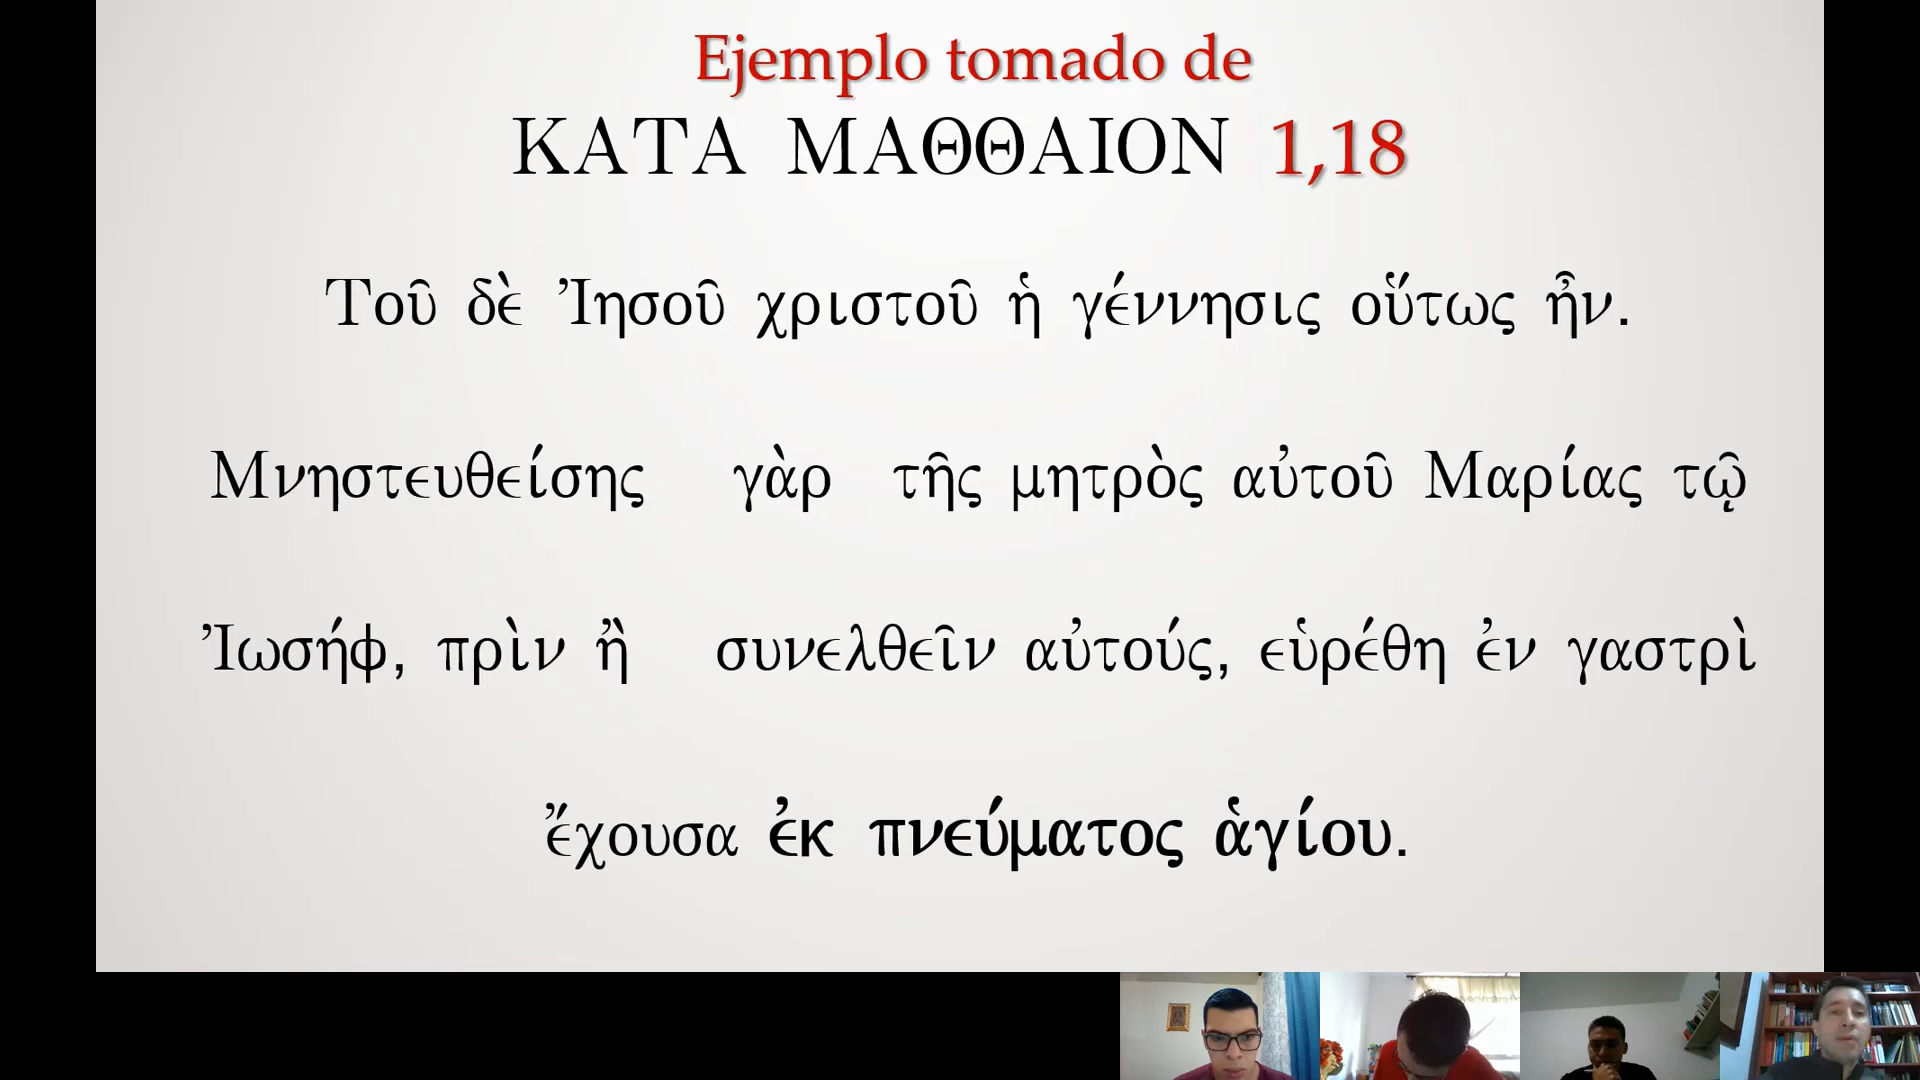 Ejemplo tomado de
ΚΑΤΑ ΜΑΘΘΑΙΟΝ 1,18
Τοῦ δὲ Ἰησοῦ χριστοῦ ἡ γέννησις οὕτως ἦν.
Μνηστευθείσης γὰρ τῆς μητρὸς αὐτοῦ Μαρίας τῷ
Ἰωσήφ, πρὶν ἢ συνελθεῖν αὐτούς, εὑρέθη ἐν γαστρὶ
ἔχουσα ἐκ πνεύματος ἁγίου.